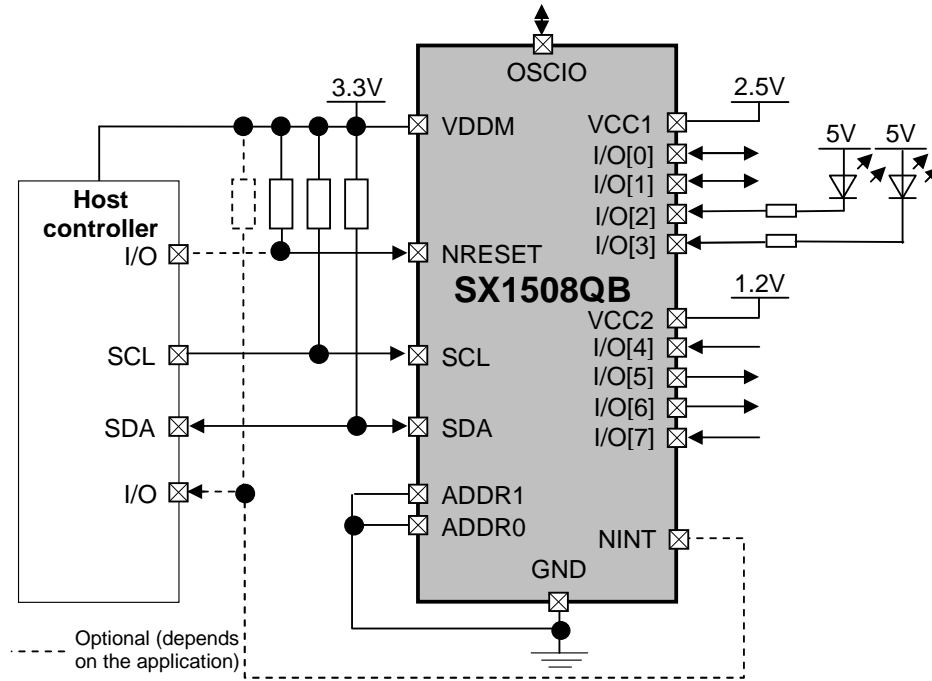 OSCIO
3.3V
2.5V
VDDM
VCC1
5V
5V
I/O[0]
I/O[1]
Host
controller
I/O[2]
I/O[3]
I/O
NRESET
SX1508QB
1.2V
VCC2
SCL
SCL
I/O[4]
I/O[5]
I/O[6]
SDA
SDA
I/O[7]
I/O
ADDR1
ADDR0
NINT
GND
Optional (depends
on the application)